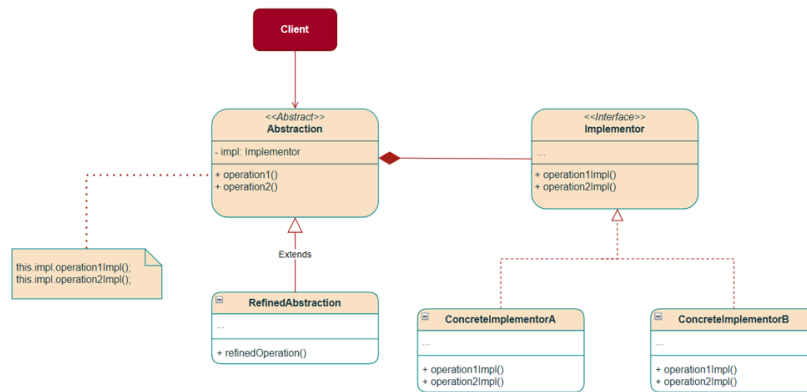 Client
<<Abstract>>
Abstraction
- impl: Implementor
+ operation1()
+ operation2()
<<Interface>>
Implementor
...
+ operation1Impl()
+ operation2Impl()
this.impl.operation1Impl();
this.impl.operation2Impl();
Extends
RefinedAbstraction
...
+ refinedOperation()
ConcreteImplementorA
...
+ operation1Impl()
+ operation2Impl()
ConcreteImplementorB
...
+ operation1Impl()
+ operation2Impl()